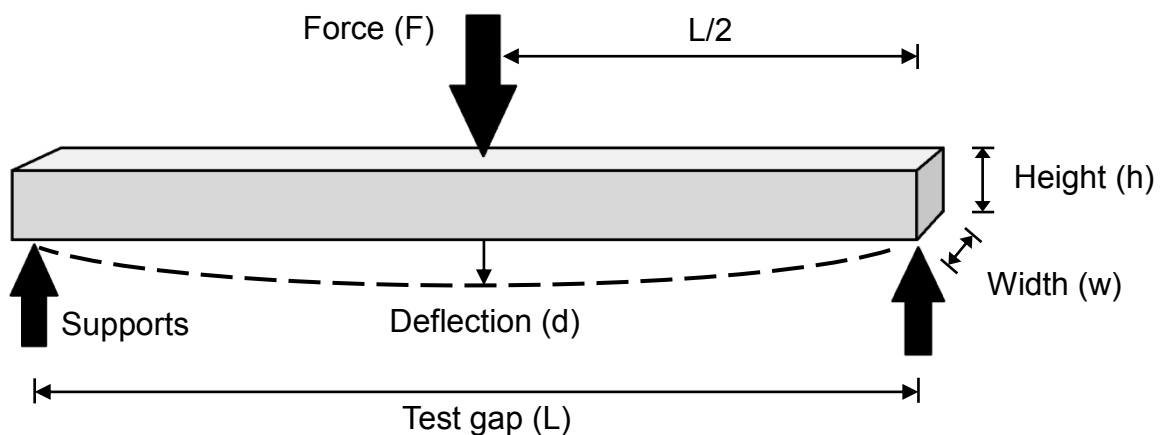 Force (F)
L/2
Height (h)
Width (w)
Supports
Deflection (d)
Test gap (L)